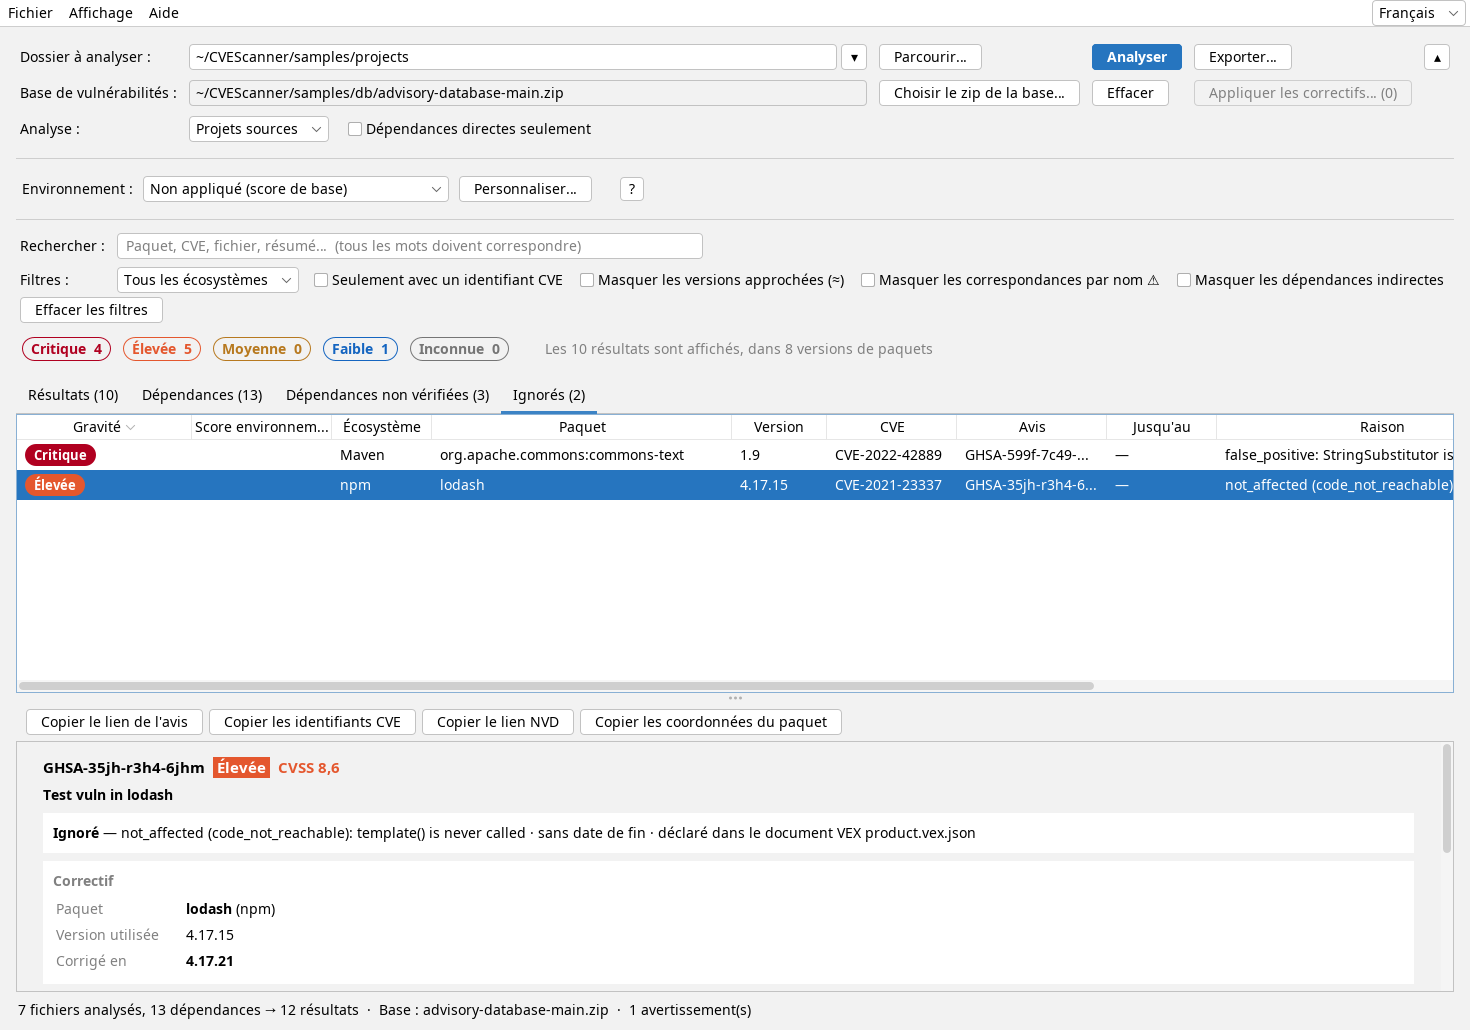 Fichier Affichage Aide Français
Dossier à analyser : ~/CVEScanner/samples/projects ▾ Parcourir... Analyser Exporter... ▴
Base de vulnérabilités : ~/CVEScanner/samples/db/advisory-database-main.zip Choisir le zip de la base... Effacer Appliquer les correctifs... (0)
Analyse : Projets sources Dépendances directes seulement
Environnement : Non appliqué (score de base) Personnaliser... ?
Rechercher : Paquet, CVE, fichier, résumé... (tous les mots doivent correspondre)
Filtres : Tous les écosystèmes Seulement avec un identifiant CVE Masquer les versions approchées (≈) Masquer les correspondances par nom ⚠ Masquer les dépendances indirectes
Effacer les filtres
Critique 4 Élevée 5 Moyenne 0 Faible 1 Inconnue 0 Les 10 résultats sont affichés, dans 8 versions de paquets
Résultats (10) Dépendances (13) Dépendances non vérifiées (3) Ignorés (2)
Gravité Score environnem... Écosystème Paquet Version CVE Avis Jusqu'au Raison
Critique Maven org.apache.commons:commons-text 1.9 CVE-2022-42889 GHSA-599f-7c49-... — false_positive: StringSubstitutor is
Élevée npm lodash 4.17.15 CVE-2021-23337 GHSA-35jh-r3h4-6... — not_affected (code_not_reachable)
Copier le lien de l'avis Copier les identifiants CVE Copier le lien NVD Copier les coordonnées du paquet
GHSA-35jh-r3h4-6jhm Élevée CVSS 8,6
Test vuln in lodash
Ignoré — not_affected (code_not_reachable): template() is never called · sans date de fin · déclaré dans le document VEX product.vex.json
Correctif
Paquet lodash (npm)
Version utilisée 4.17.15
Corrigé en 4.17.21
7 fichiers analysés, 13 dépendances → 12 résultats · Base : advisory-database-main.zip · 1 avertissement(s)